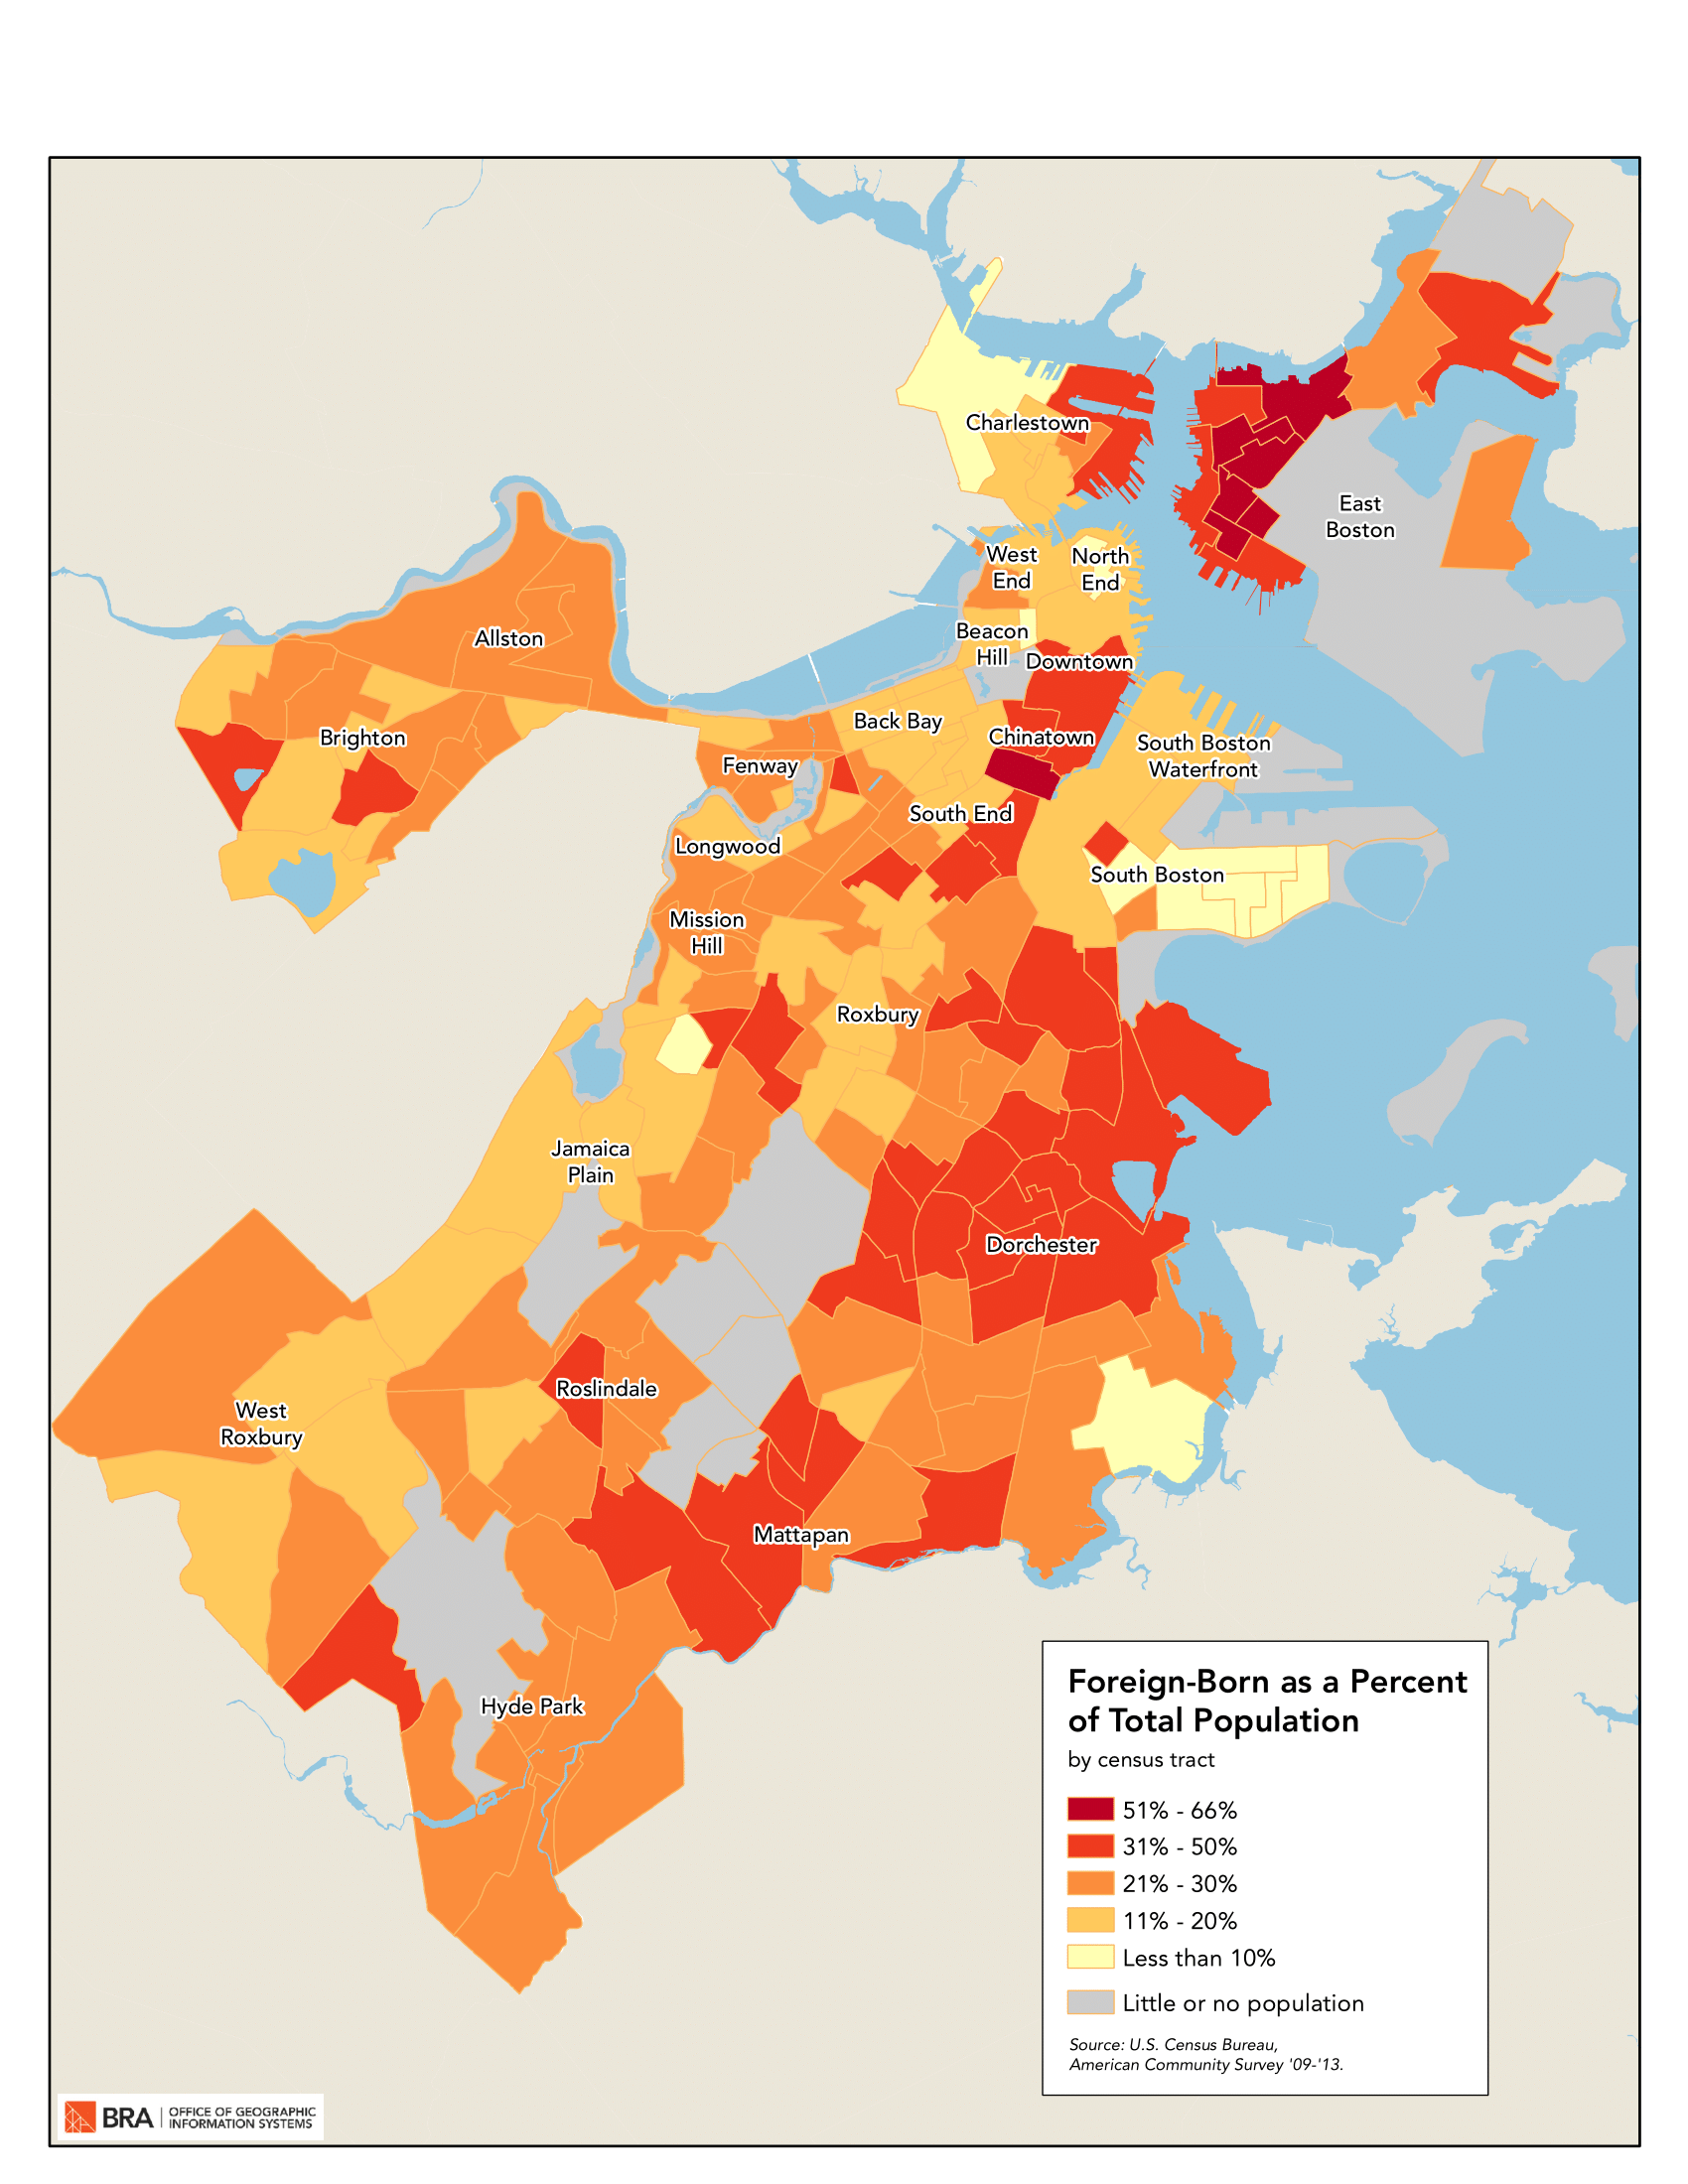 Charlestown
East
Boston
West
End
North
End
Allston
Beacon
Hill
Downtown
Back Bay
Brighton
Chinatown
South Boston
Waterfront
Fenway
South End
Longwood
South Boston
Mission
Hill
Roxbury
Jamaica
Plain
Dorchester
Roslindale
West
Roxbury
Mattapan
Hyde Park
Foreign-Born as a Percent
of Total Population
by census tract
51% - 66%
31% - 50%
21% - 30%
11% - 20%
Less than 10%
Little or no population
Source: U.S. Census Bureau,
American Community Survey '09-'13.
BRA
OFFICE OF GEOGRAPHIC
INFORMATION SYSTEMS